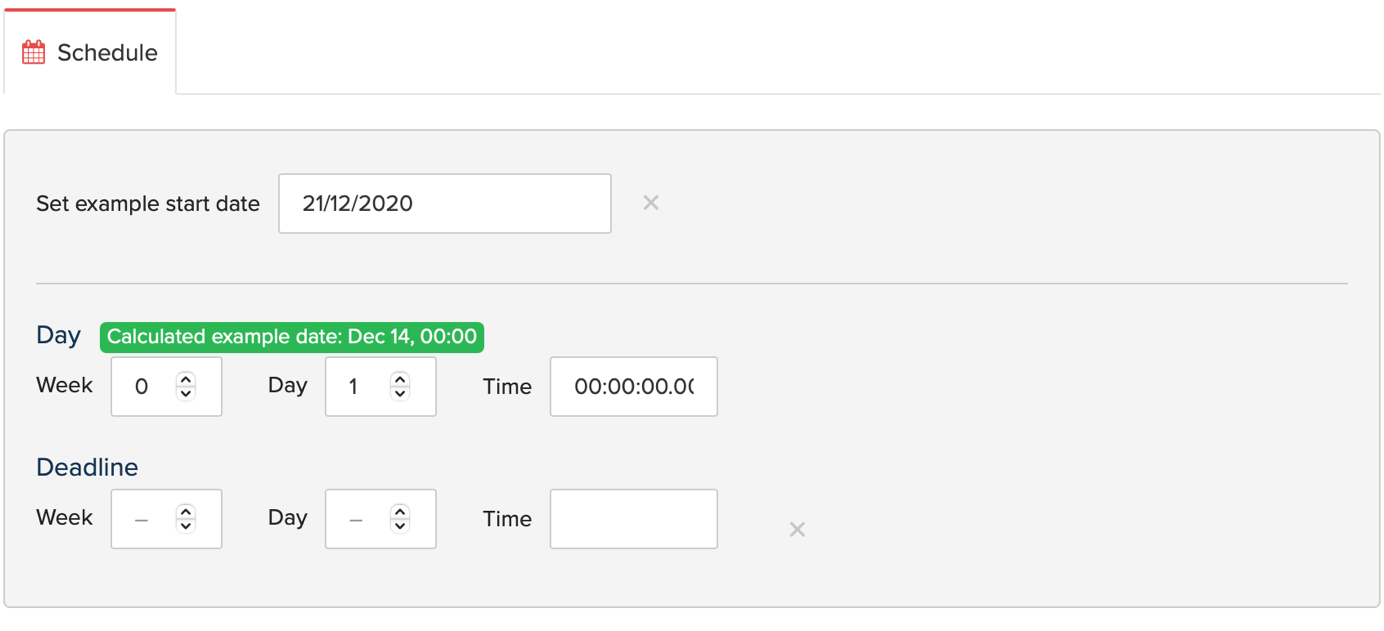 Schedule
Set example start date 21/12/2020 ×
Day Calculated example date: Dec 14, 00:00
Week 0 Day 1 Time 00:00:00.0
Deadline
Week – Day – Time ×